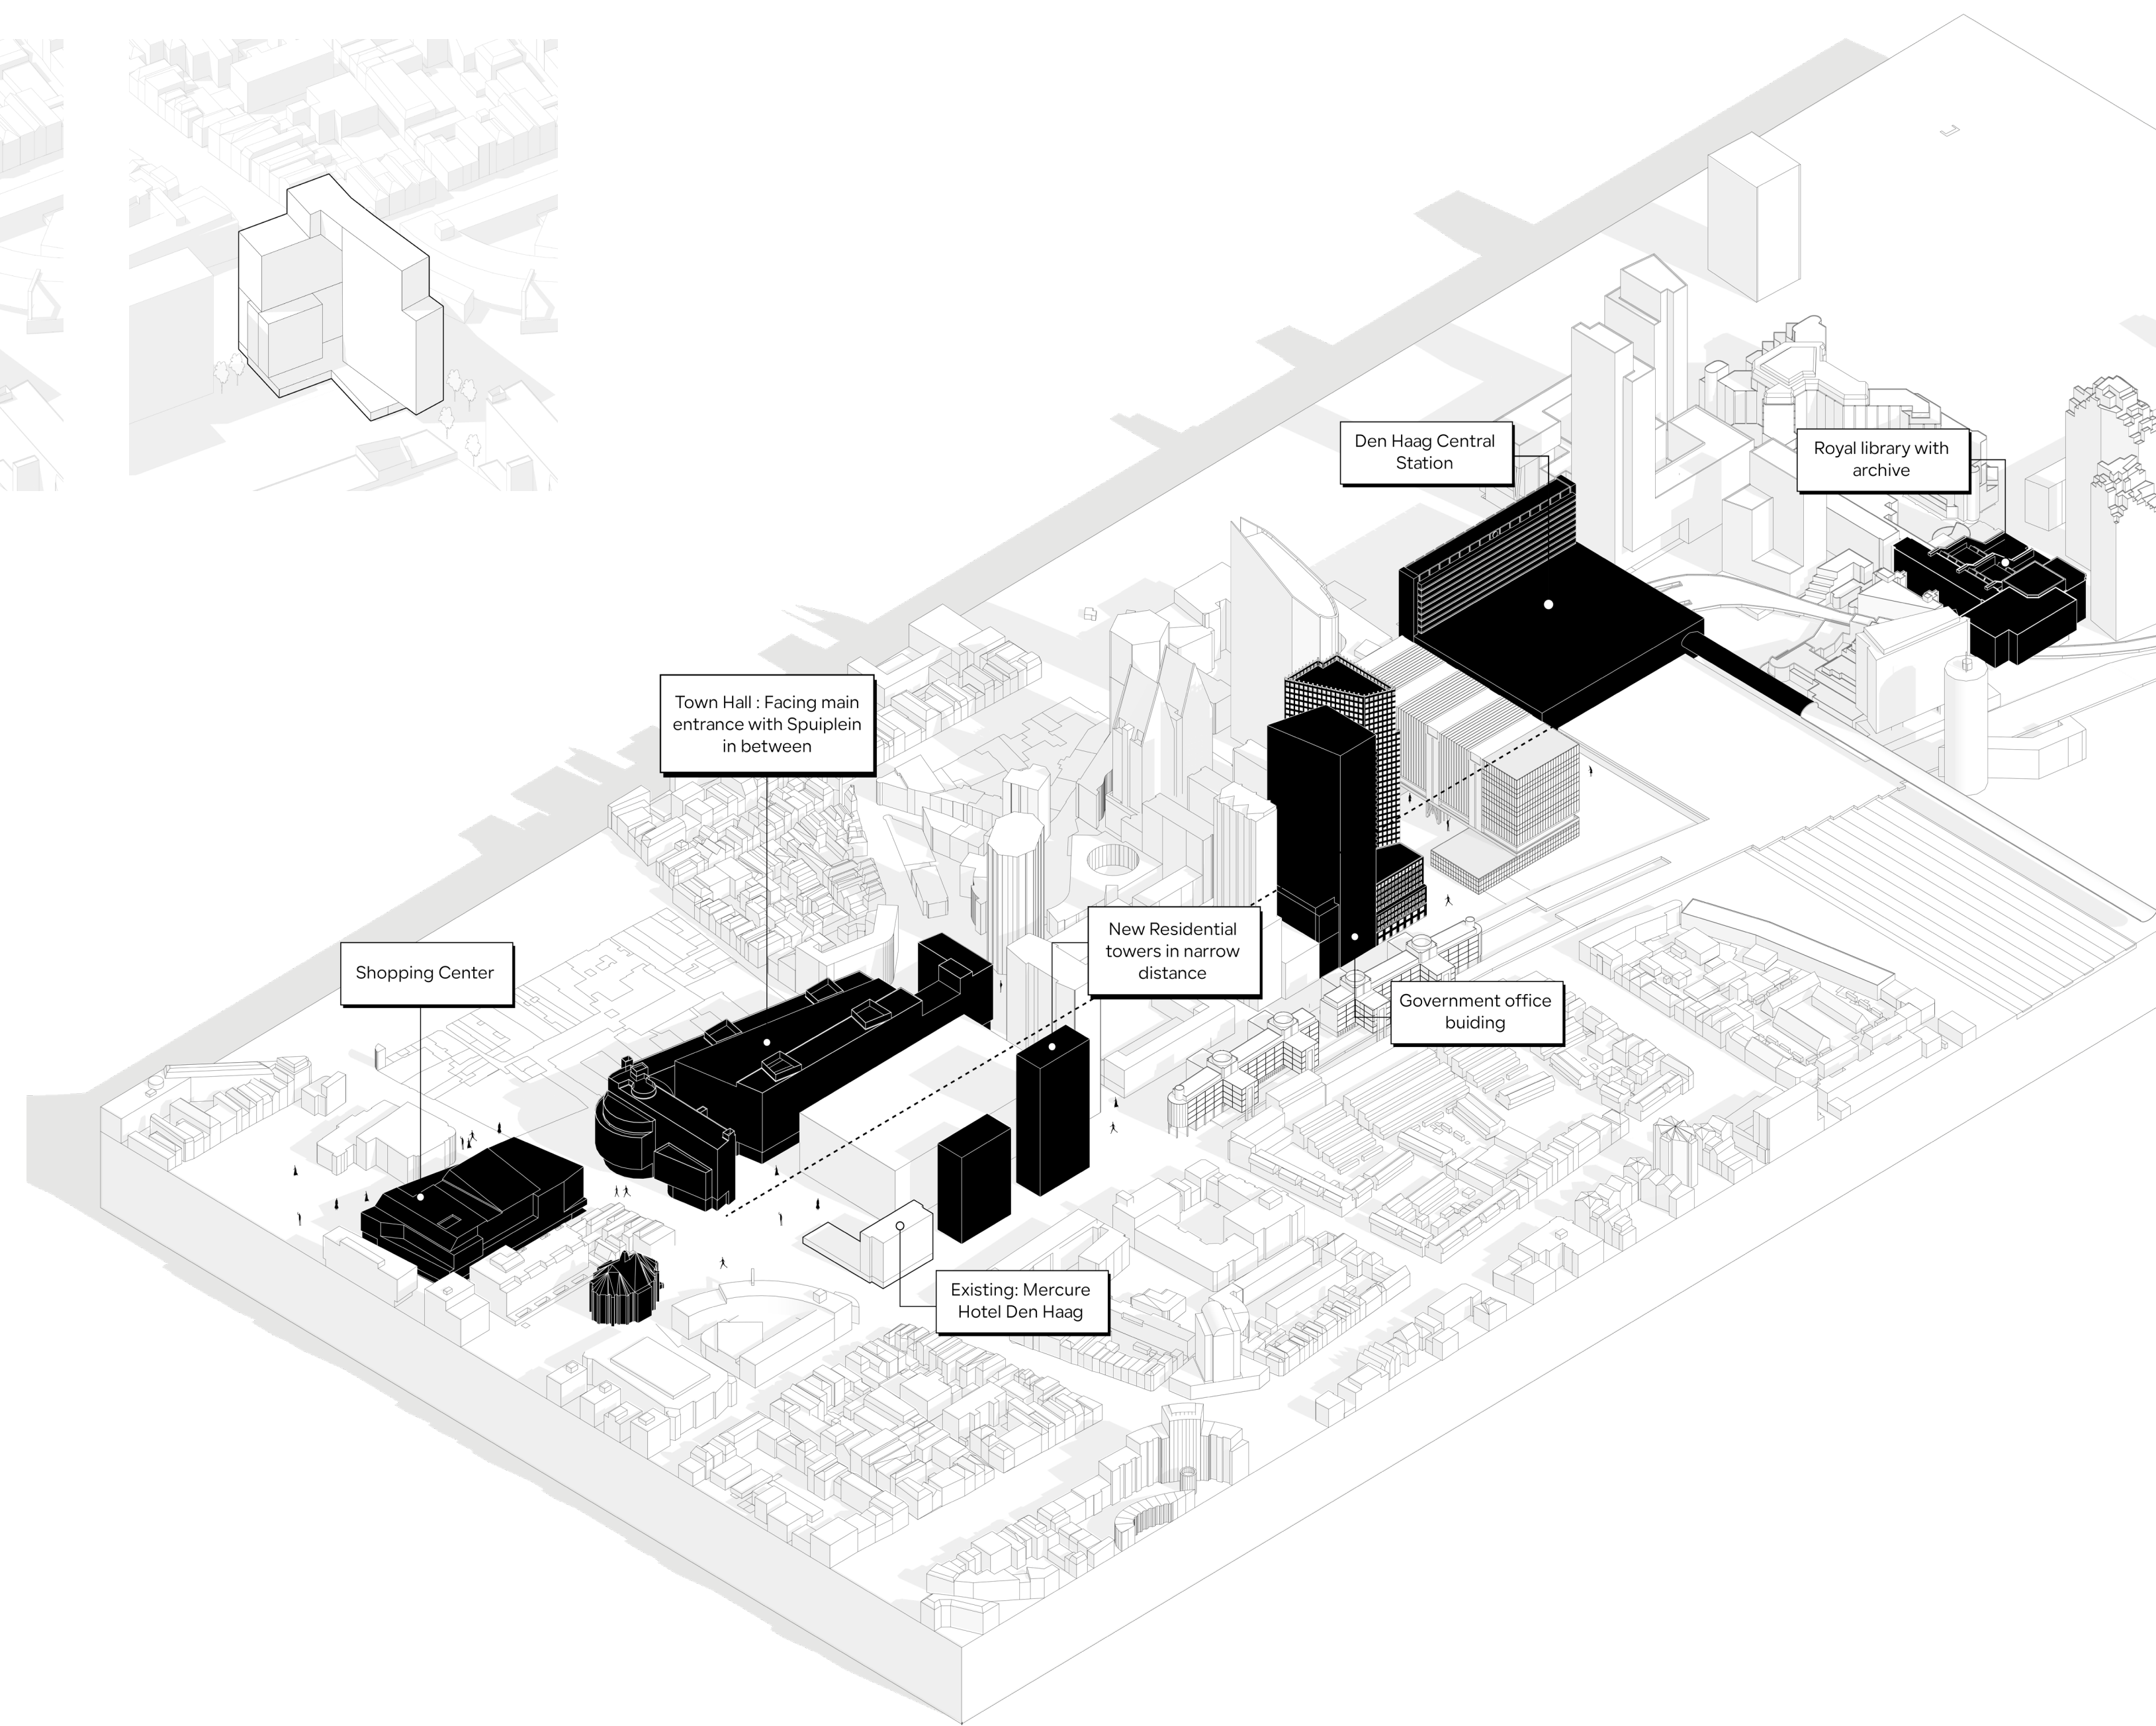 Den Haag Central
Station
Royal library with
archive
Town Hall : Facing main
entrance with Spuiplein
in between
New Residential
towers in narrow
distance
Shopping Center
Government office
buiding
Existing: Mercure
Hotel Den Haag